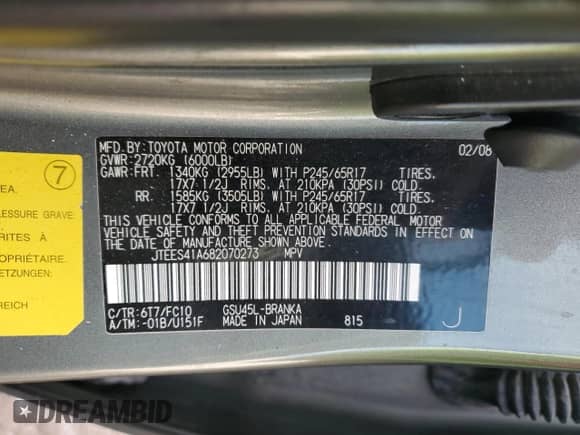 7
EA.
RESSURE GRAVE
RITES À
PROPRIÉTAIRE.
ETZUNGEN:
REICH
MFD. BY: TOYOTA MOTOR CORPORATION 02/08
GVWR: 2720KG (6000LB)
GAWR: FRT. 1340KG (2955LB) WITH P245/65R17 TIRES.
17X7 1/2J RIMS. AT 210KPA (30PSI) COLD.
RR. 1585KG (3505LB) WITH P245/65R17 TIRES.
17X7 1/2J RIMS. AT 210KPA (30PSI) COLD.
THIS VEHICLE CONFORMS TO ALL APPLICABLE FEDERAL MOTOR
VEHICLE SAFETY AND THEFT PREVENTION STANDARDS IN EFFECT
ON THE DATE OF MANUFACTURE SHOWN ABOVE.
JTEES41A682070273 MPV
C/TR: 6T7/FC10 GSU45L-BRANKA
A/TM: -01B/U151F MADE IN JAPAN 815 J
DREAMBID